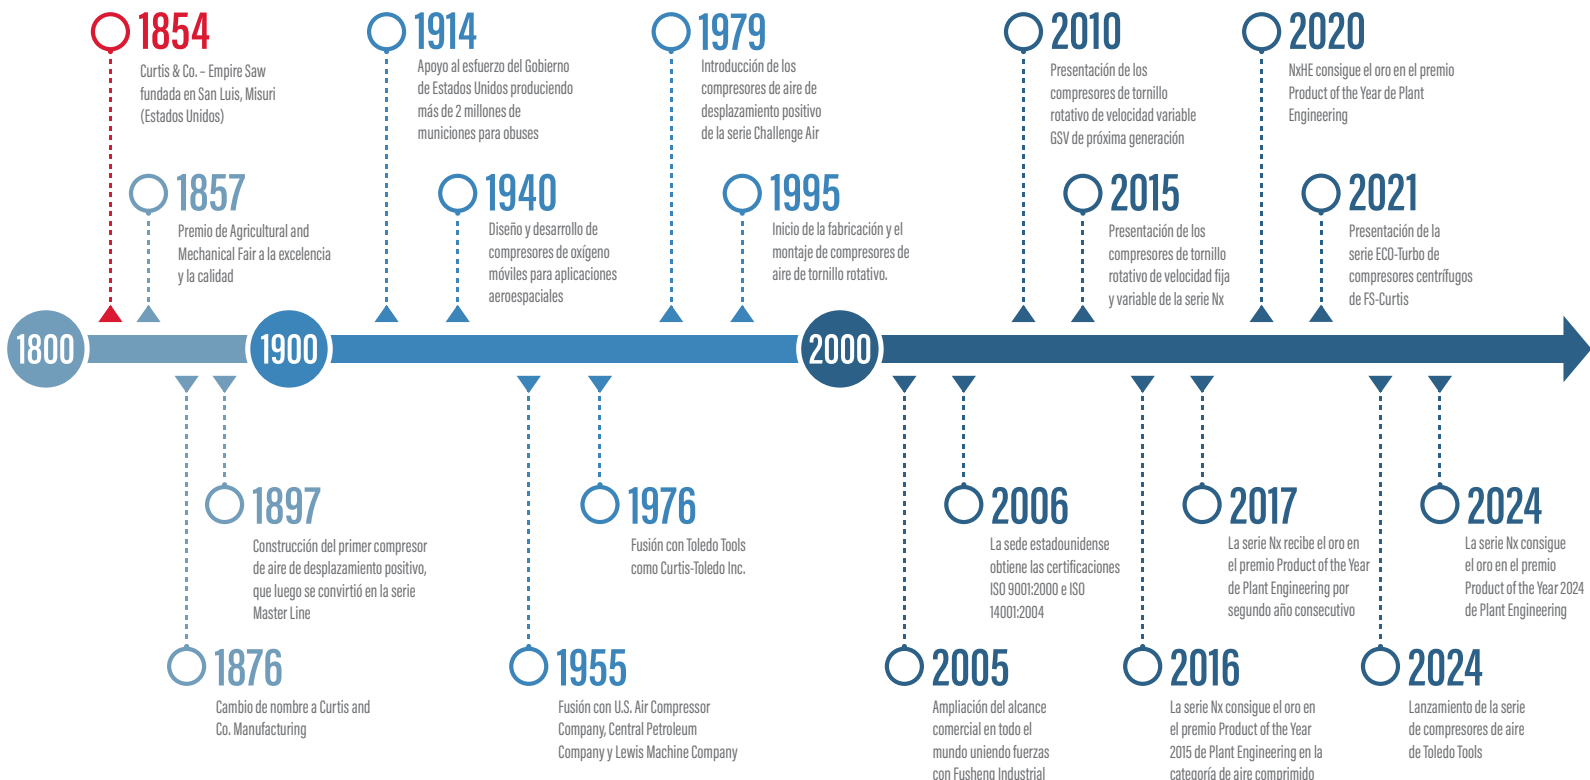 1854
Curtis & Co. – Empire Saw
fundada en San Luis, Misuri
(Estados Unidos)
1914
Apoyo al esfuerzo del Gobierno
de Estados Unidos produciendo
más de 2 millones de
municiones para obuses
1979
Introducción de los
compresores de aire de
desplazamiento positivo
de la serie Challenge Air
2010
Presentación de los
compresores de tornillo
rotativo de velocidad variable
GSV de próxima generación
2020
NxHE consigue el oro en el premio
Product of the Year de Plant
Engineering
1857
Premio de Agricultural and
Mechanical Fair a la excelencia
y la calidad
1940
Diseño y desarrollo de
compresores de oxígeno
móviles para aplicaciones
aeroespaciales
1995
Inicio de la fabricación y el
montaje de compresores de
aire de tornillo rotativo.
2015
Presentación de los
compresores de tornillo
rotativo de velocidad fija
y variable de la serie Nx
2021
Presentación de la
serie ECO-Turbo de
compresores centrífugos
de FS-Curtis
1800
1900
2000
1897
Construcción del primer compresor
de aire de desplazamiento positivo,
que luego se convirtió en la serie
Master Line
1976
Fusión con Toledo Tools
como Curtis-Toledo Inc.
2006
La sede estadounidense
obtiene las certificaciones
ISO 9001:2000 e ISO
14001:2004
2017
La serie Nx recibe el oro en
el premio Product of the Year
de Plant Engineering por
segundo año consecutivo
2024
La serie Nx consigue
el oro en el premio
Product of the Year 2024
de Plant Engineering
1876
Cambio de nombre a Curtis and
Co. Manufacturing
1955
Fusión con U.S. Air Compressor
Company, Central Petroleum
Company y Lewis Machine Company
2005
Ampliación del alcance
comercial en todo el
mundo uniendo fuerzas
con Fusheng Industrial
2016
La serie Nx consigue el oro en
el premio Product of the Year
2015 de Plant Engineering en la
categoría de aire comprimido
2024
Lanzamiento de la serie
de compresores de aire
de Toledo Tools